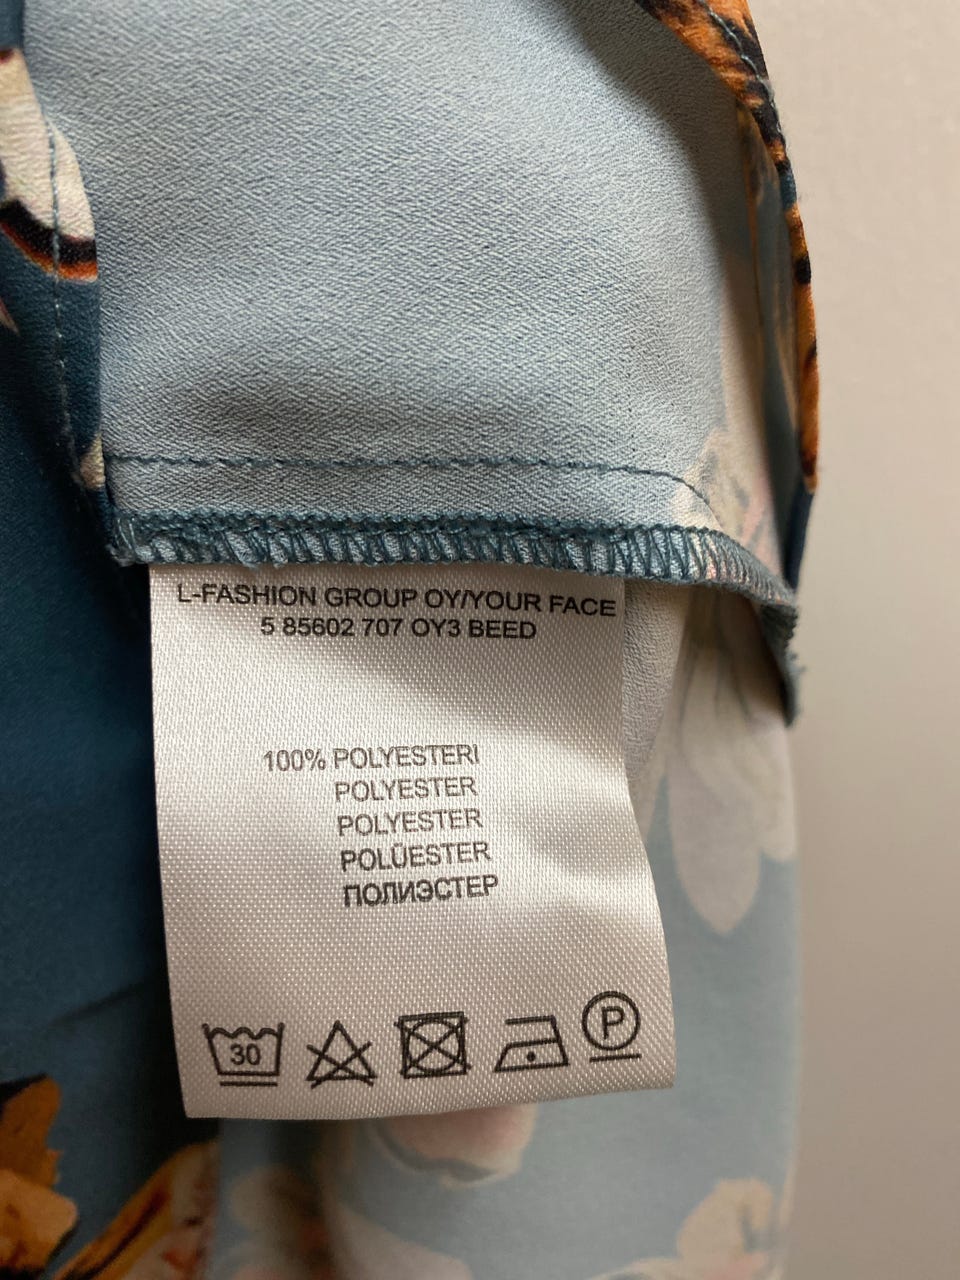 L-FASHION GROUP OY/YOUR FACE
5 85602 707 OY3 BEED
100% POLYESTERI
POLYESTER
POLYESTER
POLÜESTER
ПОЛИЭСТЕР
30
P